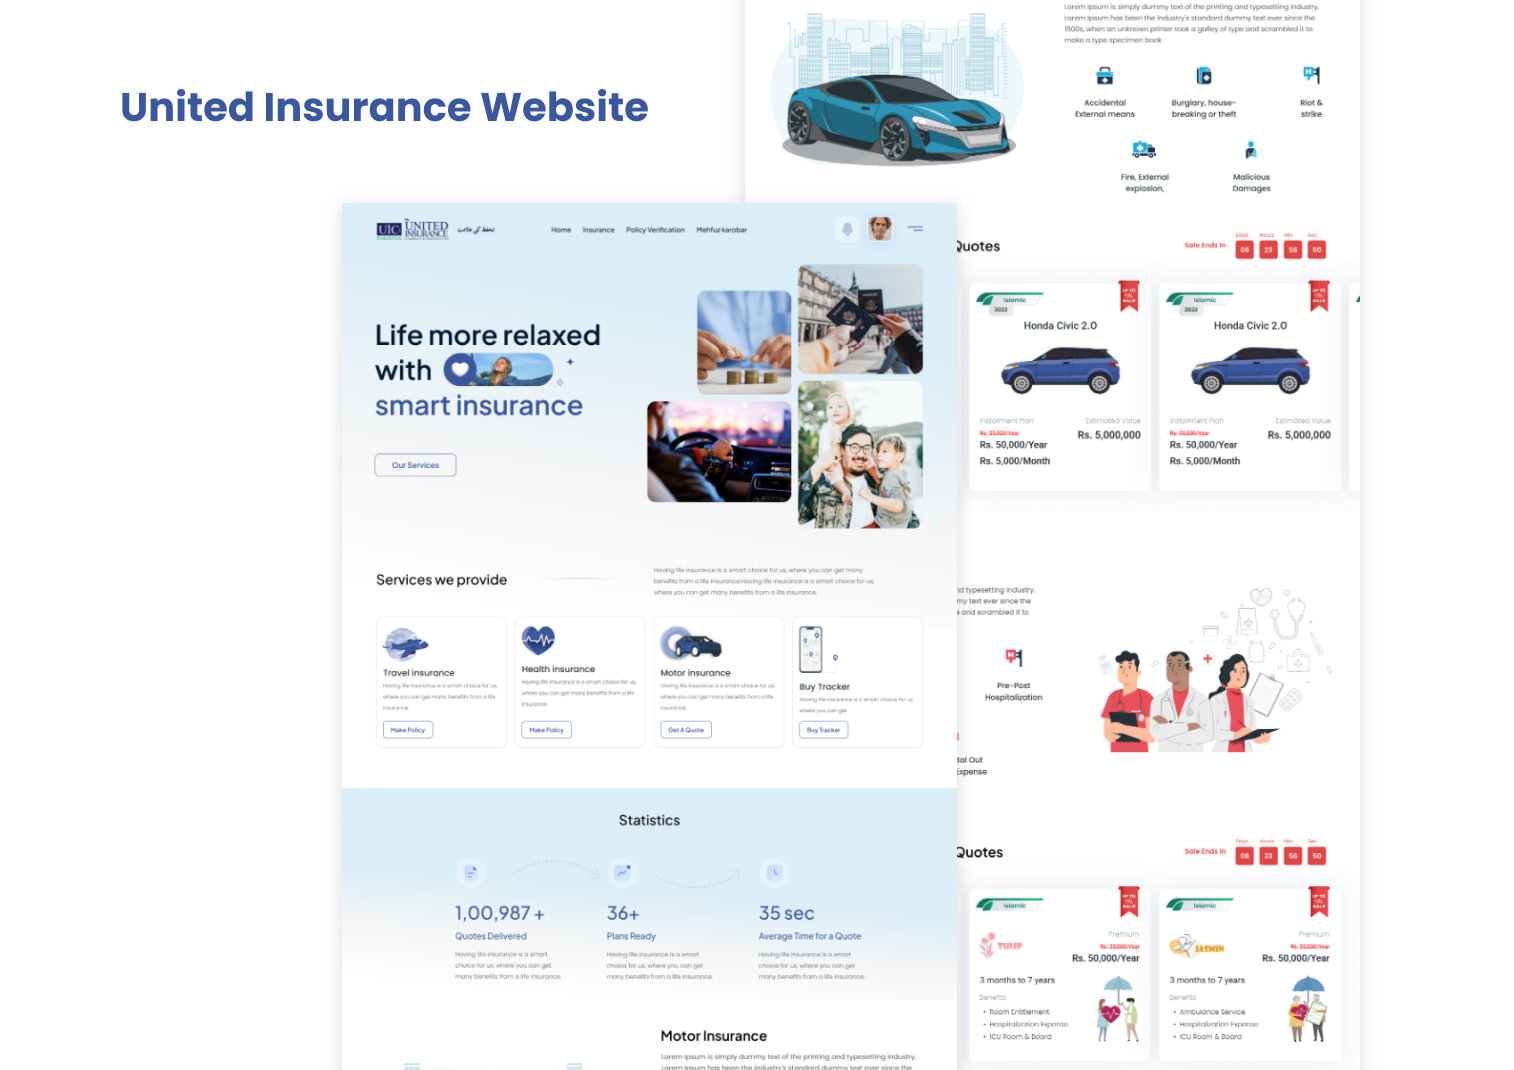 United Insurance Website
Lorem Ipsum is simply dummy text of the printing and typesetting industry.
Lorem Ipsum has been the industry's standard dummy text ever since the
1500s, when an unknown printer took a galley of type and scrambled it to
make a type specimen book
Accidental
External means
Burglary, house-
breaking or theft
Riot &
strike
Fire, External
explosion,
Malicious
Damages
UIC
PAKISTAN
The
UNITED
INSURANCE
تحفظ کی علامت
Home
Insurance
Policy Verification
Mehfuz karobar
Life more relaxed
with
smart insurance
Our Services
Services we provide
Having life insurance is a smart choice for us, where you can get many
benefits from a life insurance.Having life insurance is a smart choice for us,
where you can get many benefits from a life insurance.
Travel insurance
Having life insurance is a smart choice for us,
where you can get many benefits from a life
insurance.
Make Policy
Health insurance
Having life insurance is a smart choice for us,
where you can get many benefits from a life
insurance.
Make Policy
Motor insurance
Having life insurance is a smart choice for us,
where you can get many benefits from a life
insurance.
Get A Quote
Buy Tracker
Having life insurance is a smart choice for us,
where you can get
Buy Tracker
Statistics
1,00,987 +
Quotes Delivered
Having life insurance is a smart
choice for us, where you can get
many benefits from a life insurance.
36+
Plans Ready
Having life insurance is a smart
choice for us, where you can get
many benefits from a life insurance.
35 sec
Average Time for a Quote
Having life insurance is a smart
choice for us, where you can get
many benefits from a life insurance.
Motor Insurance
Lorem Ipsum is simply dummy text of the printing and typesetting industry.
Lorem Ipsum has been the industry's standard dummy text ever since the
Quotes
Sale Ends In
Days Hours Min Sec
06 23 56 50
Islamic
2022
UP TO
SALE
Honda Civic 2.O
Installment Plan
Estimated Value
Rs. 55,000/Year
Rs. 50,000/Year
Rs. 5,000,000
Rs. 5,000/Month
Islamic
2022
UP TO
SALE
Honda Civic 2.O
Installment Plan
Estimated Value
Rs. 55,000/Year
Rs. 50,000/Year
Rs. 5,000,000
Rs. 5,000/Month
nd typesetting industry.
my text ever since the
e and scrambled it to
Pre-Post
Hospitalization
tal Out
Expense
Quotes
Sale Ends In
Days Hours Min Sec
06 23 56 50
Islamic
UP TO
SALE
TULIP
Premium
Rs. 55,000/Year
Rs. 50,000/Year
3 months to 7 years
Benefits
• Room Entitlement
• Hospitalization Expense
• ICU Room & Board
Islamic
UP TO
SALE
JASMIN
Premium
Rs. 55,000/Year
Rs. 50,000/Year
3 months to 7 years
Benefits
• Ambulance Service
• Hospitalization Expense
• ICU Room & Board